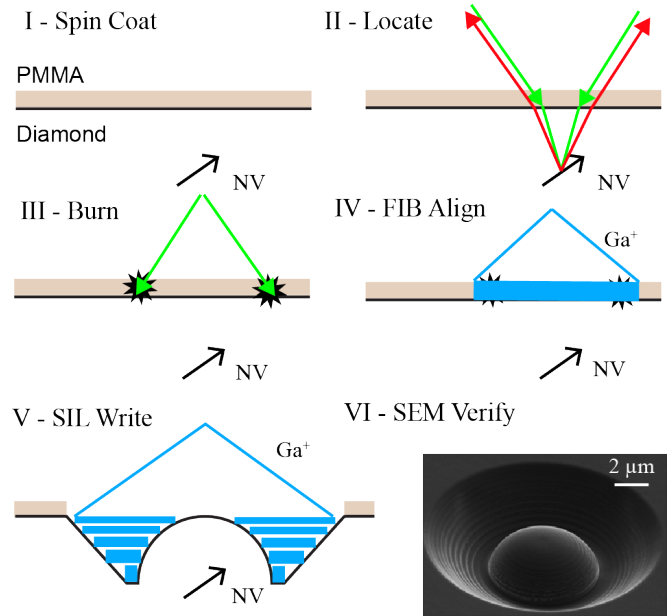 I - Spin Coat
PMMA
Diamond
NV
II - Locate
NV
III - Burn
NV
IV - FIB Align
Ga⁺
NV
V - SIL Write
Ga⁺
NV
VI - SEM Verify
2 µm